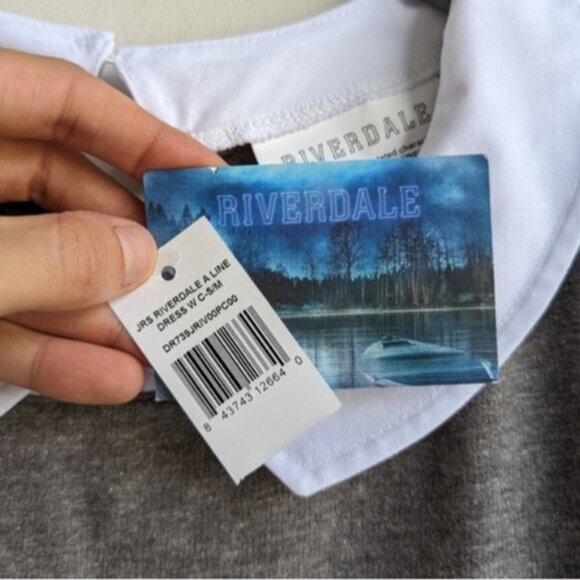 RIVERDALE
RIVERDALE
JRS RIVERDALE A LINE
DRESS W C-S/M
DR739JRIV00PC00
8 43743 12664 0